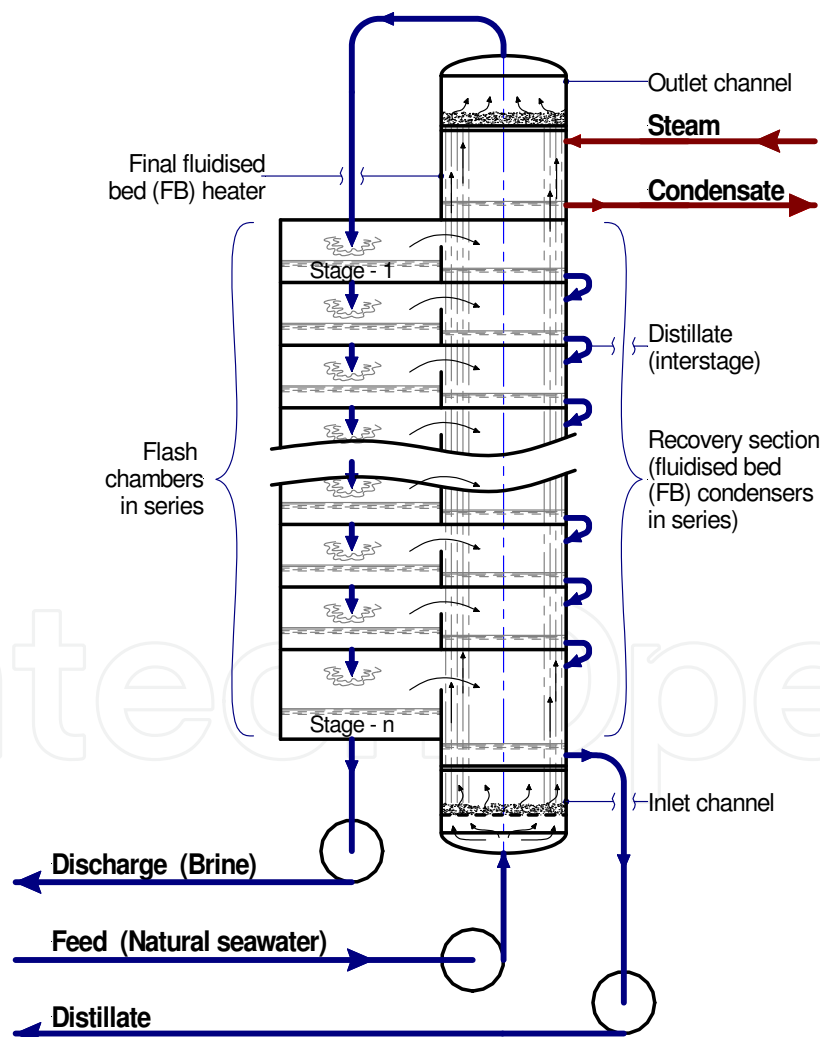 Outlet channel
Steam
Final fluidised
bed (FB) heater
Condensate
Stage - 1
Distillate
(interstage)
Flash
chambers
in series
Recovery section
(fluidised bed
(FB) condensers
in series)
Stage - n
Inlet channel
Discharge (Brine)
Feed (Natural seawater)
Distillate